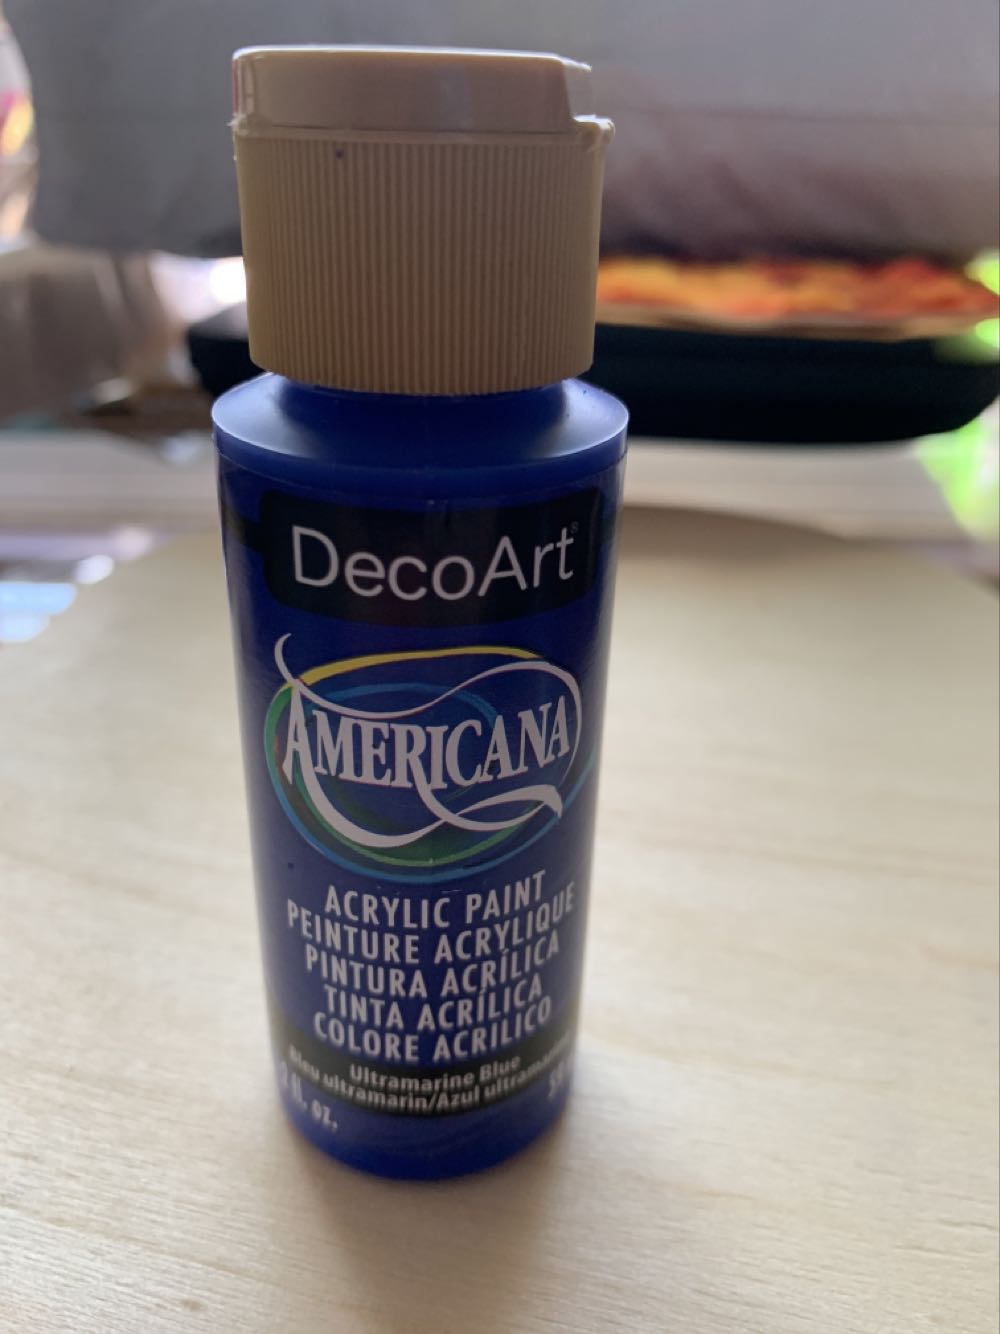 DecoArt®
AMERICANA
ACRYLIC PAINT
PEINTURE ACRYLIQUE
PINTURA ACRÍLICA
TINTA ACRÍLICA
COLORE ACRILICO
Ultramarine Blue
Bleu ultramarin/Azul
2 fl. oz.